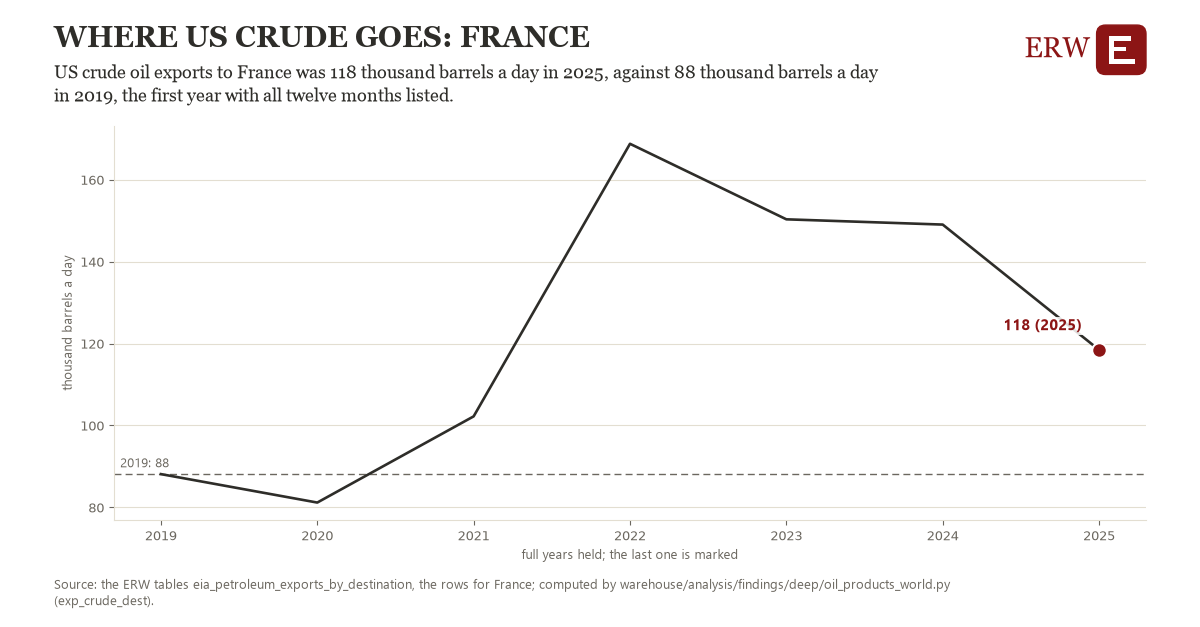 WHERE US CRUDE GOES: FRANCE
ERW E
US crude oil exports to France was 118 thousand barrels a day in 2025, against 88 thousand barrels a day
in 2019, the first year with all twelve months listed.
thousand barrels a day
160
140
120
100
80
2019: 88
118 (2025)
2019 2020 2021 2022 2023 2024 2025
full years held; the last one is marked
Source: the ERW tables eia_petroleum_exports_by_destination, the rows for France; computed by warehouse/analysis/findings/deep/oil_products_world.py
(exp_crude_dest).